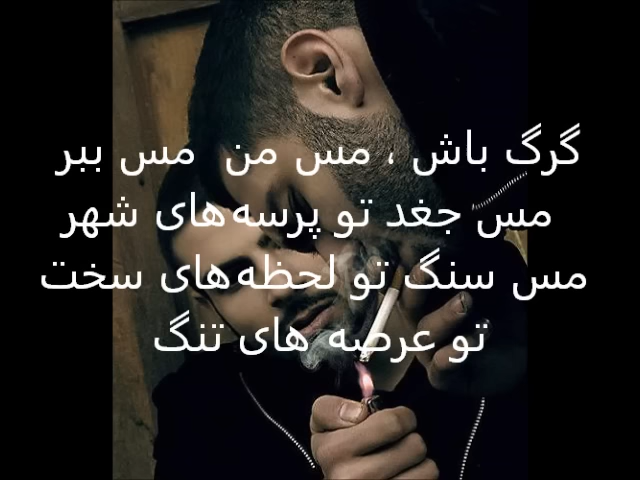 گرگ باش ، مس من  مس ببر
مس جغد تو پرسه‌های شهر
مس سنگ تو لحظه‌های سخت
تو عرصه های تنگ